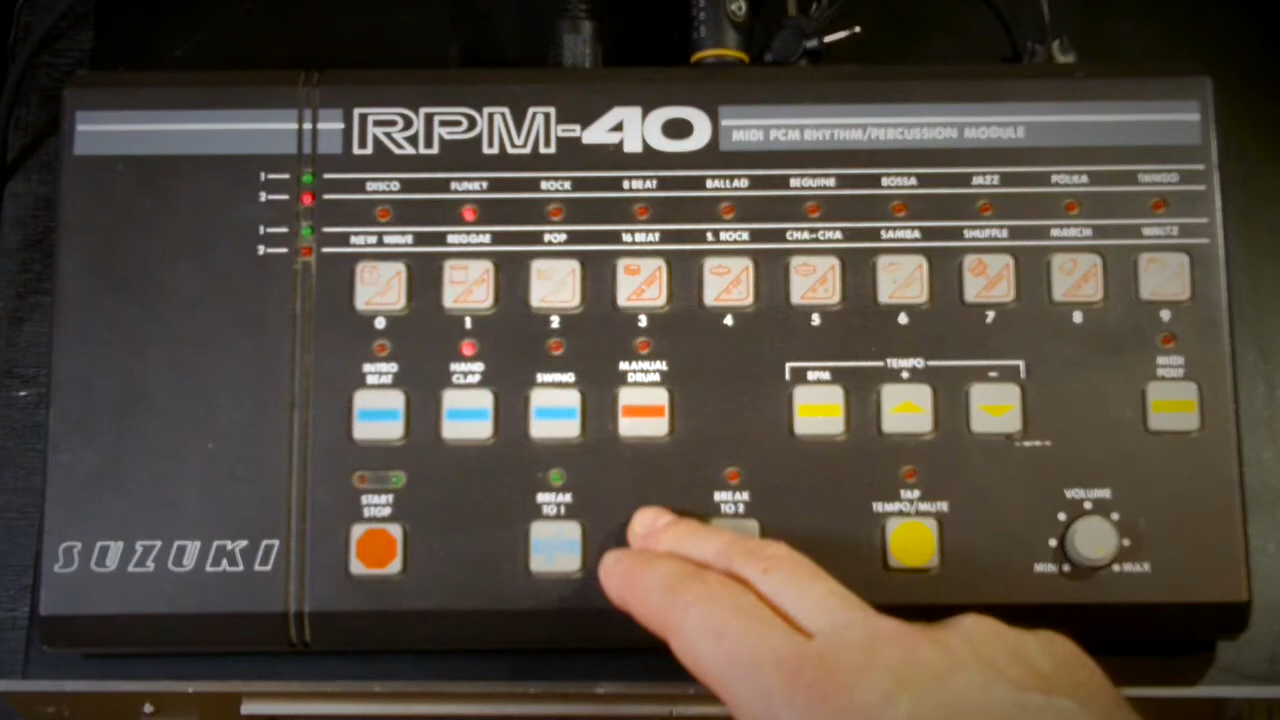 RPM-40 MIDI PCM RHYTHM/PERCUSSION MODULE
1 DISCO FUNKY ROCK 8 BEAT BALLAD BEGUINE BOSSA JAZZ POLKA TANGO
2
1 NEW WAVE REGGAE POP 16 BEAT S. ROCK CHA-CHA SAMBA SHUFFLE MARCH WALTZ
2
0 1 2 3 4 5 6 7 8 9
INTRO BEAT
HAND CLAP
SWING
MANUAL DRUM
TEMPO
BPM + -
MIDI
START STOP
BREAK TO 1
BREAK TO 2
TAP TEMPO/MUTE
VOLUME
MIN MAX
SUZUKI